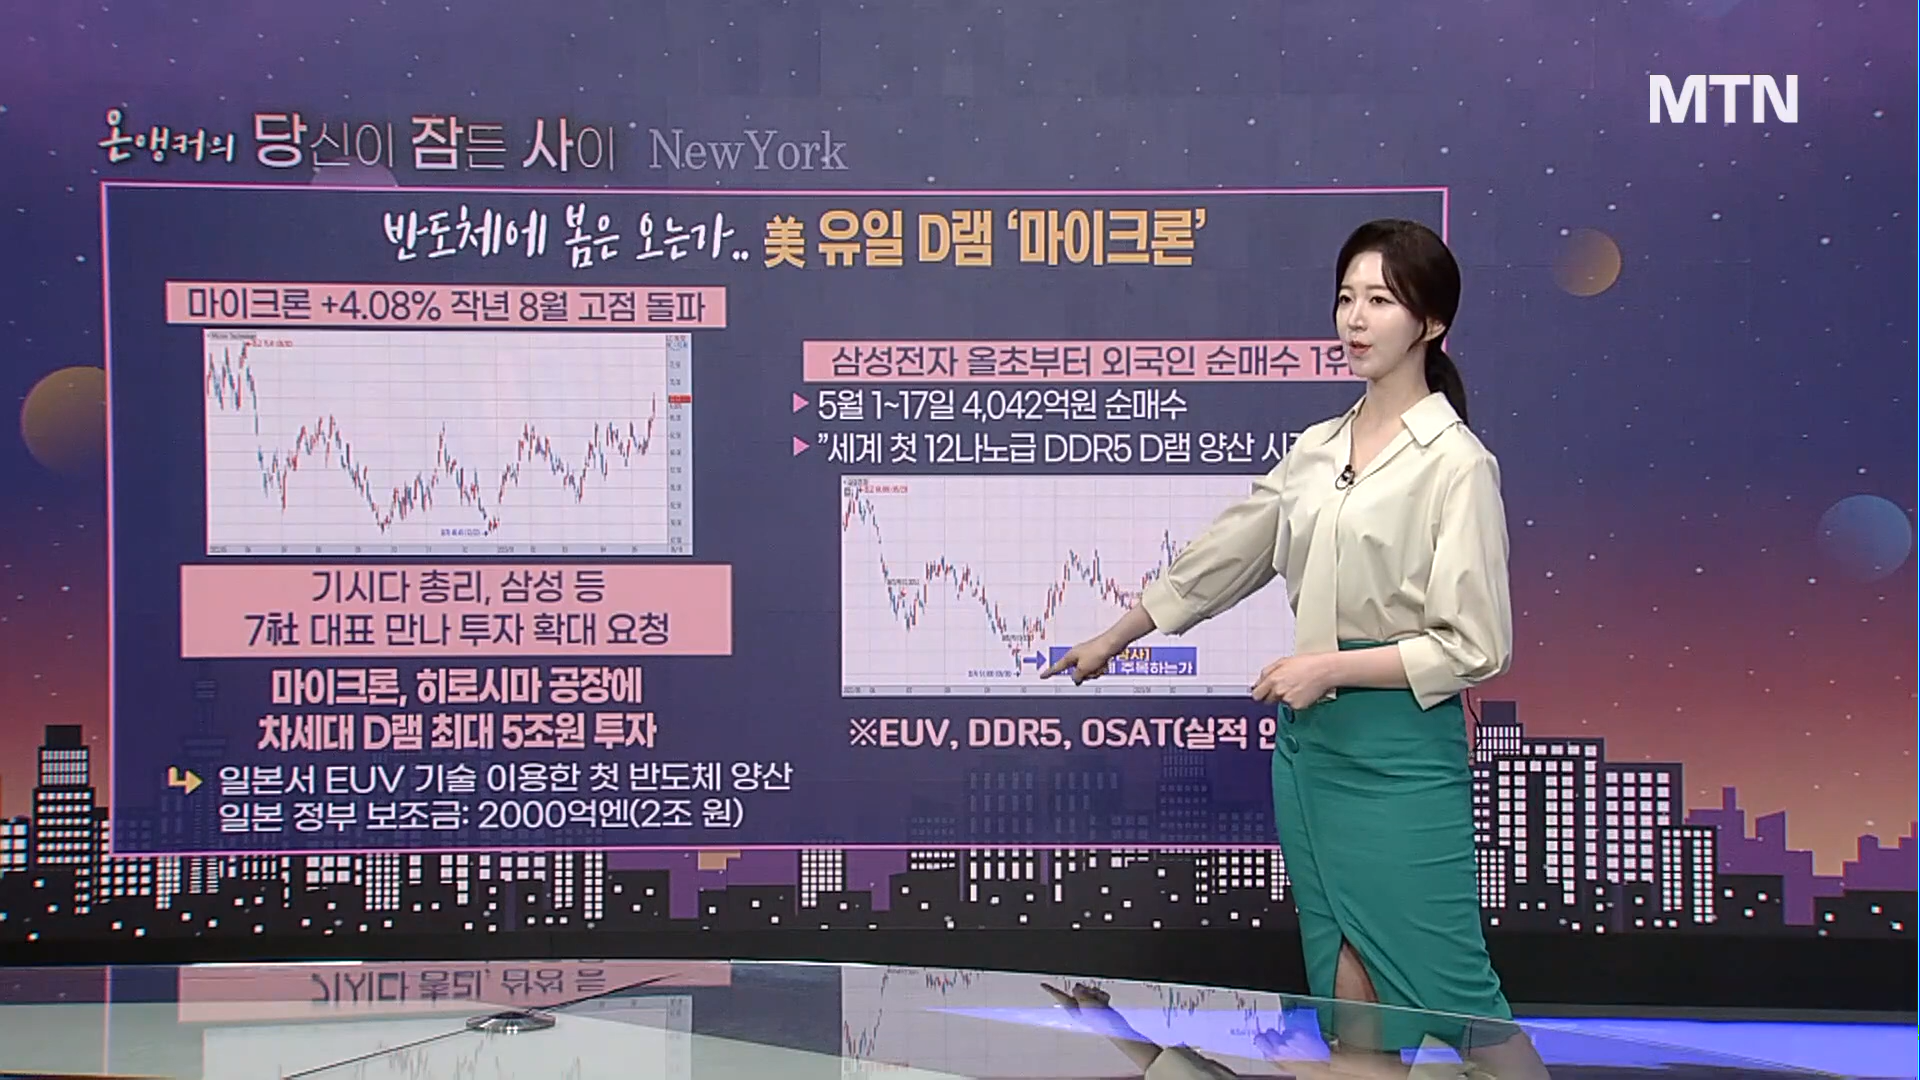 MTN
온앵커의 당신이 잠든 사이 New York
반도체에 봄은 오는가.. 美 유일 D램 ‘마이크론’
마이크론 +4.08% 작년 8월 고점 돌파
기시다 총리, 삼성 등
7社 대표 만나 투자 확대 요청
마이크론, 히로시마 공장에
차세대 D램 최대 5조원 투자
일본서 EUV 기술 이용한 첫 반도체 양산
일본 정부 보조금: 2000억엔(2조 원)
삼성전자 올초부터 외국인 순매수 1위
▶ 5월 1~17일 4,042억원 순매수
▶ ”세계 첫 12나노급 DDR5 D램 양산
주목하는가
※EUV, DDR5, OSAT(실적